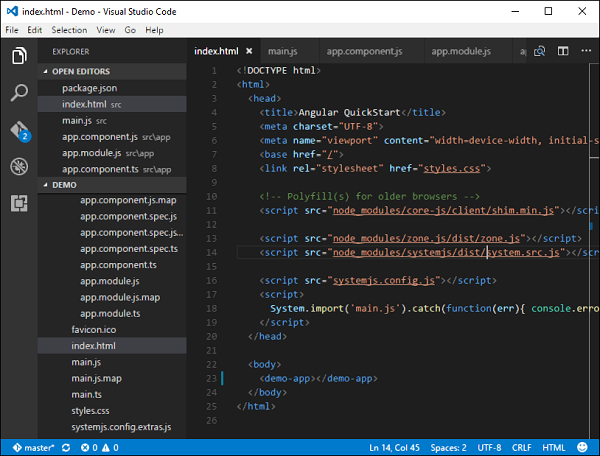 index.html - Demo - Visual Studio Code
File Edit Selection View Go Help
EXPLORER
OPEN EDITORS
package.json
index.html src
main.js src
app.component.js src\app
app.module.js src\app
app.component.ts src\app
DEMO
app.component.js.map
app.component.spec.js
app.component.spec.js...
app.component.spec.ts
app.component.ts
app.module.js
app.module.js.map
app.module.ts
favicon.ico
index.html
main.js
main.js.map
main.ts
styles.css
systemjs.config.extras.js
2
index.html main.js app.component.js app.module.js
1 <!DOCTYPE html>
2 <html>
3 <head>
4 <title>Angular QuickStart</title>
5 <meta charset="UTF-8">
6 <meta name="viewport" content="width=device-width, initial-s
7 <base href="/">
8 <link rel="stylesheet" href="styles.css">
9
10 <!-- Polyfill(s) for older browsers -->
11 <script src="node_modules/core-js/client/shim.min.js"></scri
12
13 <script src="node_modules/zone.js/dist/zone.js"></script>
14 <script src="node_modules/systemjs/dist/system.src.js"></scri
15
16 <script src="systemjs.config.js"></script>
17 <script>
18 System.import('main.js').catch(function(err){ console.erro
19 </script>
20 </head>
21
22 <body>
23 <demo-app></demo-app>
24 </body>
25 </html>
26
master* 0 0 Ln 14, Col 45 Spaces: 2 UTF-8 CRLF HTML